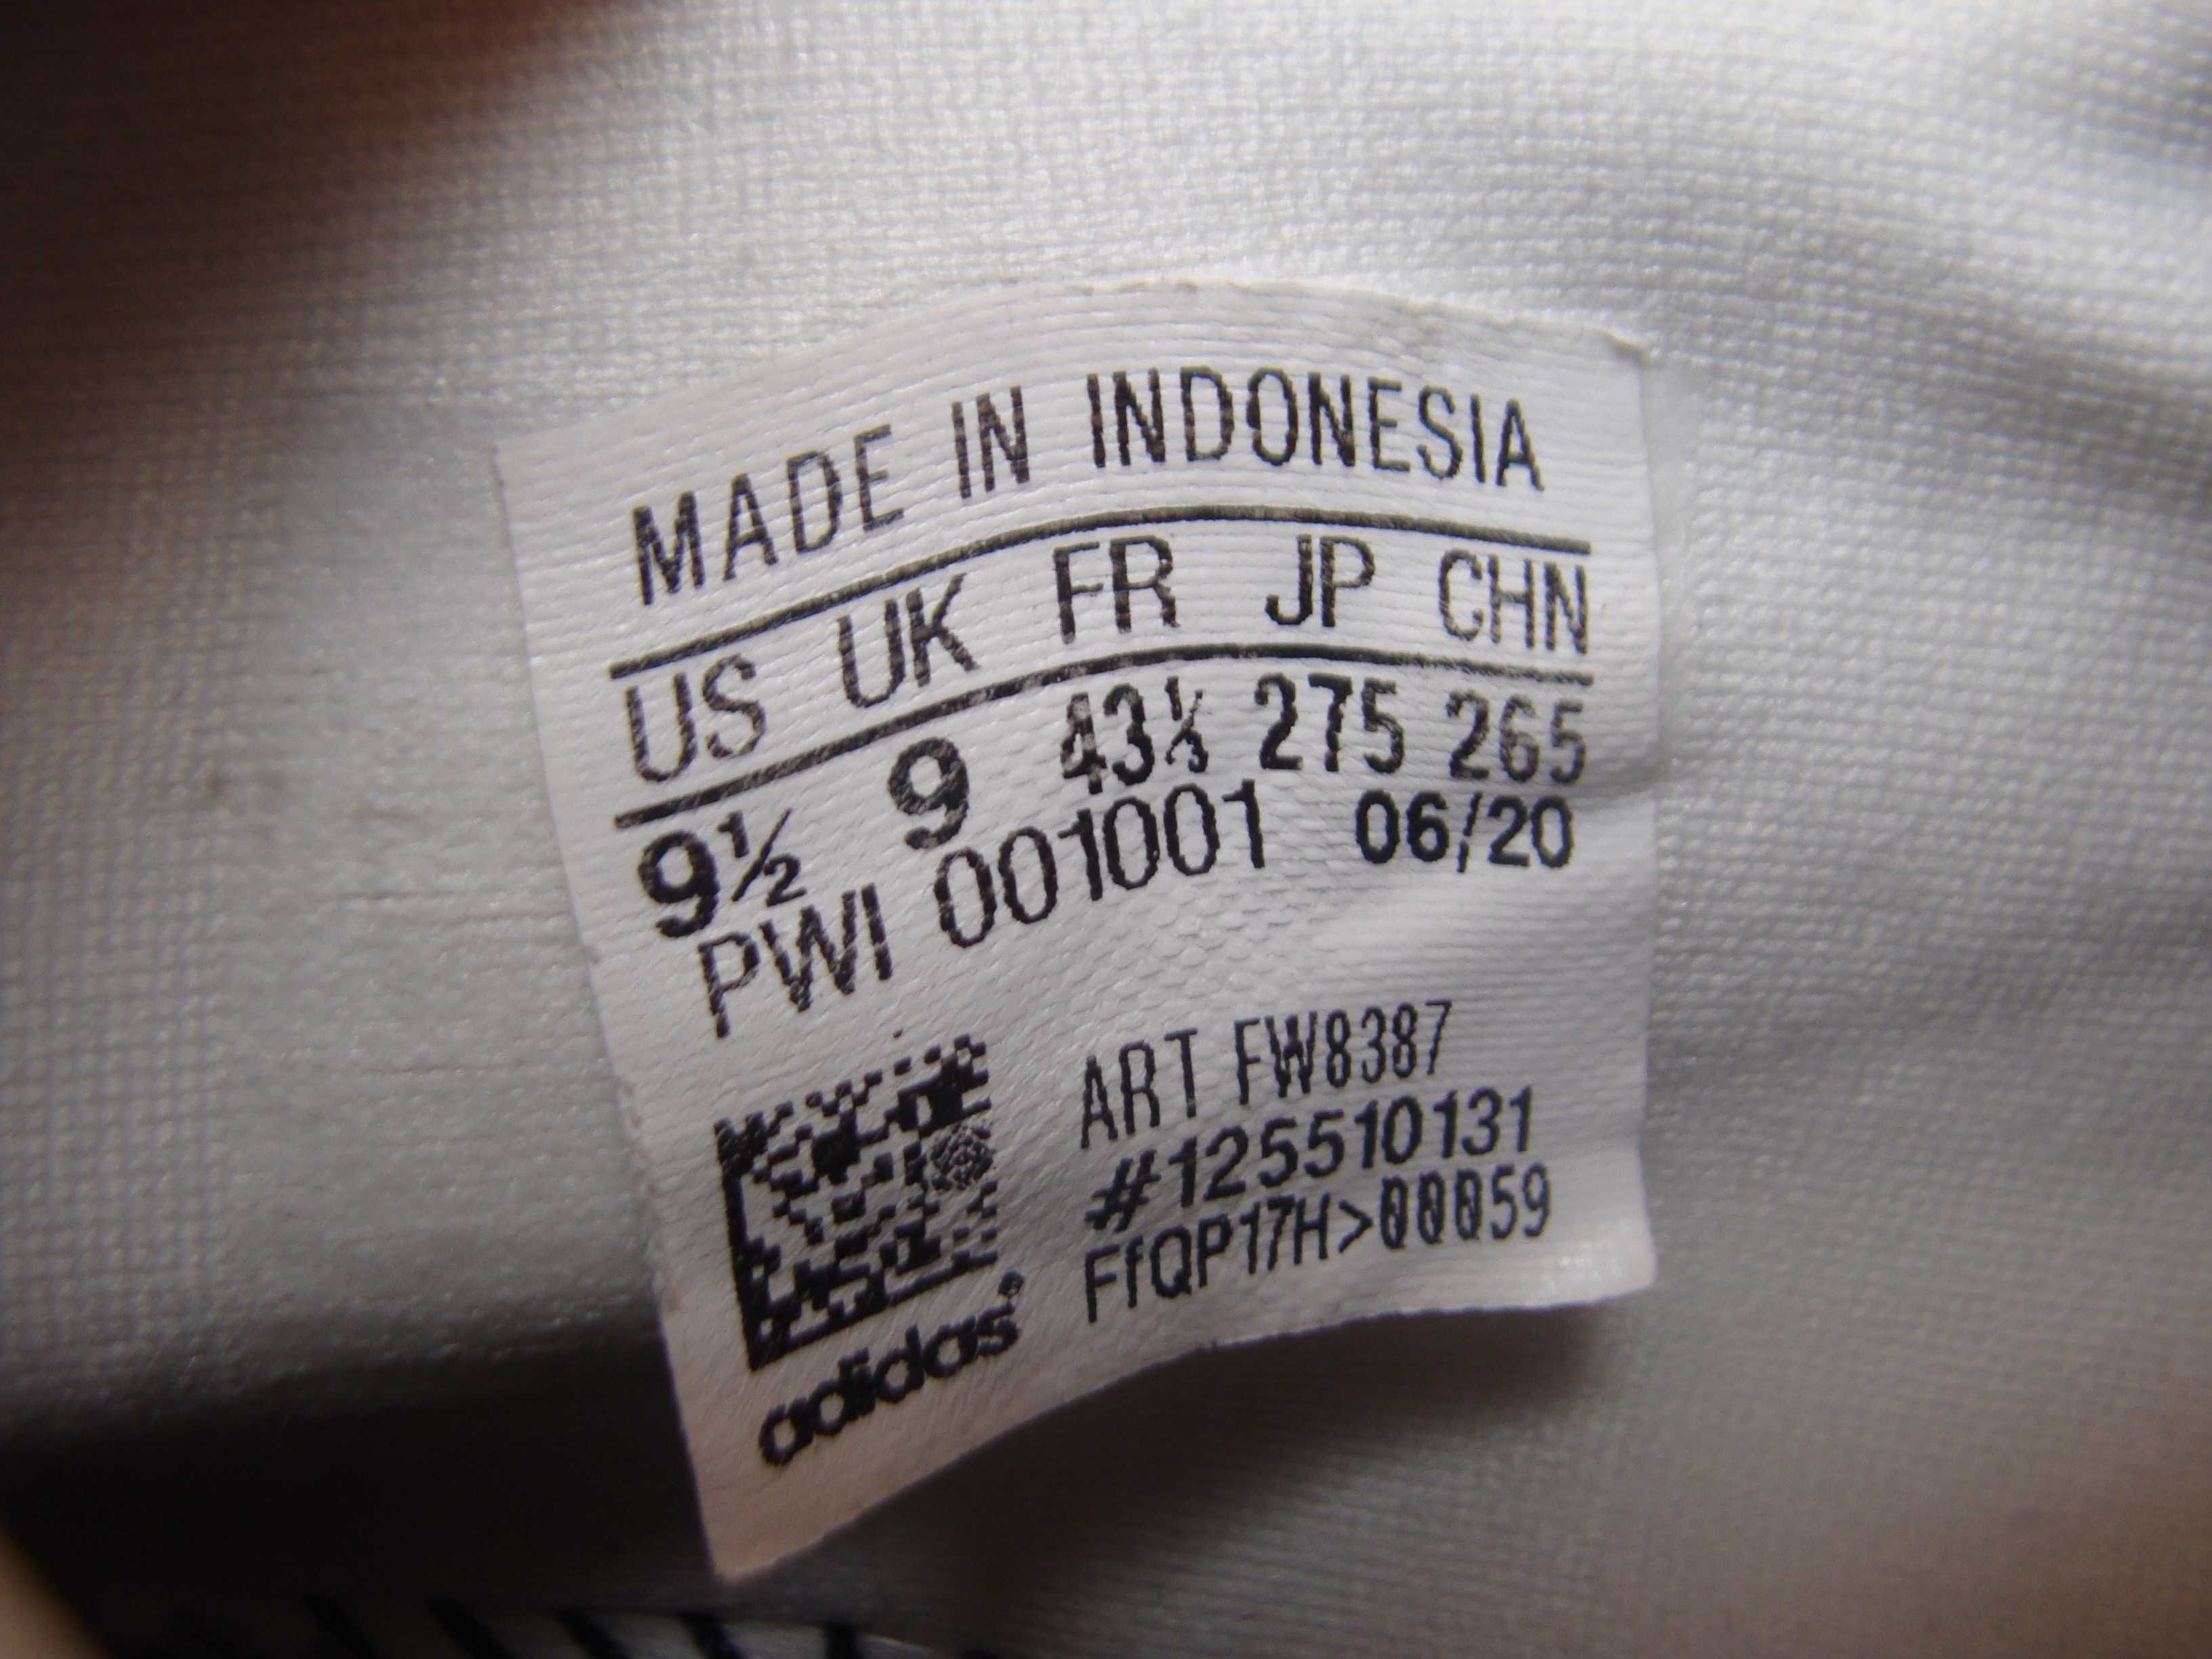 MADE IN INDONESIA
US UK FR JP CHN
9½ 9 43⅓ 275 265
PWI 001001 06/20
ART FW8387
#125510131
FfQP17H>00059
adidas®